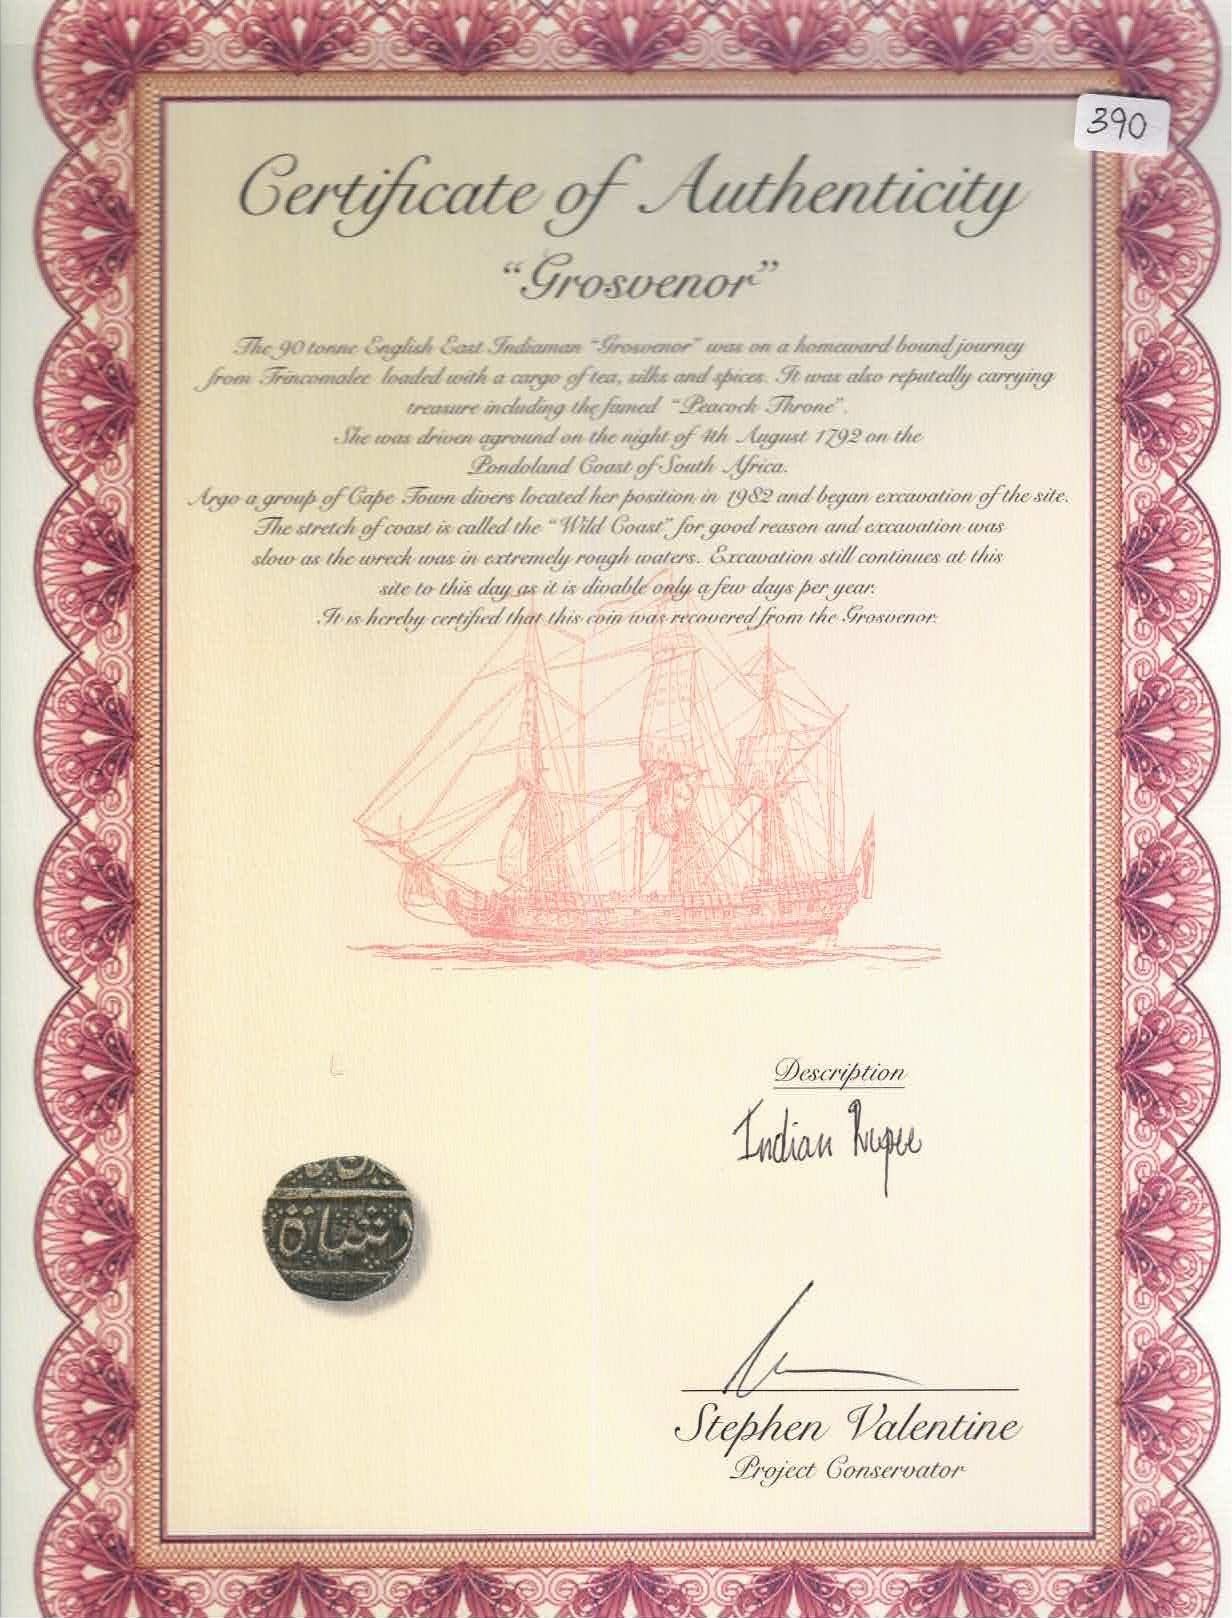 390
Certificate of Authenticity
"Grosvenor"
The 90 tonne English East Indiaman "Grosvenor" was on a homeward bound journey
from Trincomalee loaded with a cargo of tea, silks and spices. It was also reputedly carrying
treasure including the famed "Peacock Throne".
She was driven aground on the night of 4th August 1792 on the
Pondoland Coast of South Africa.
Argo a group of Cape Town divers located her position in 1982 and began excavation of the site.
The stretch of coast is called the "Wild Coast" for good reason and excavation was
slow as the wreck was in extremely rough waters. Excavation still continues at this
site to this day as it is divable only a few days per year.
It is hereby certified that this coin was recovered from the Grosvenor.
Description
Indian Rupee
Stephen Valentine
Project Conservator